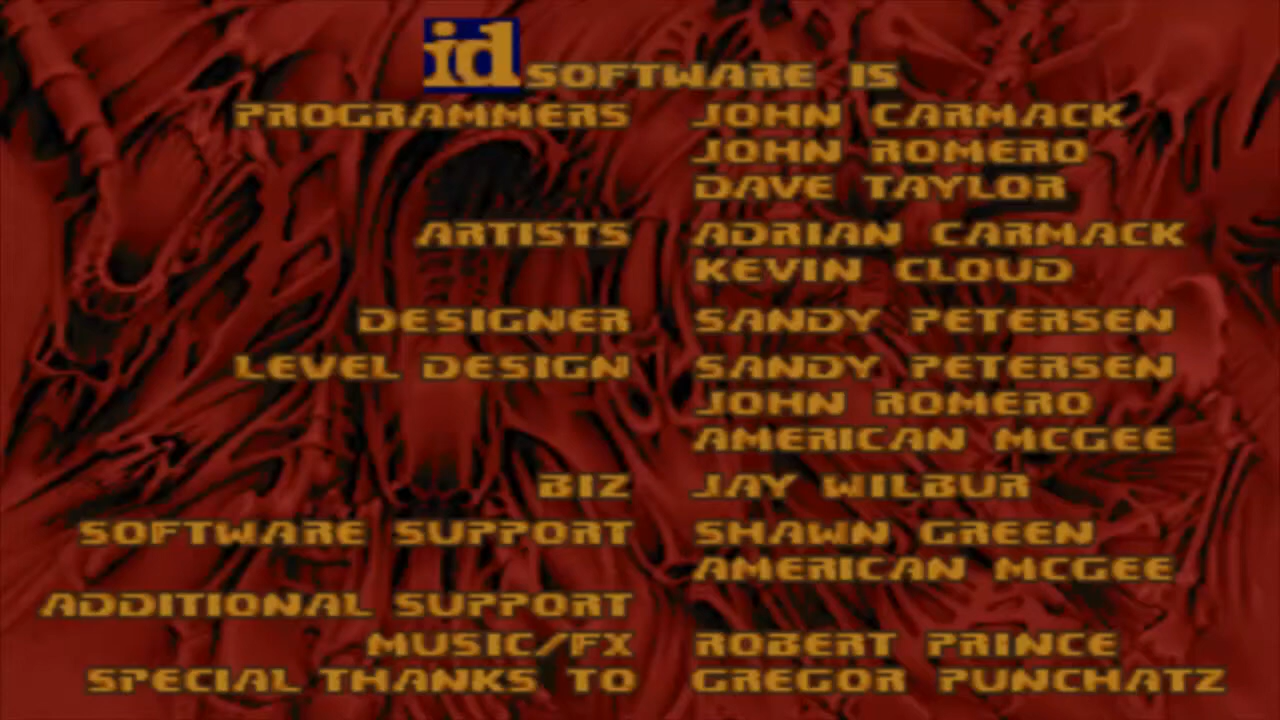 id SOFTWARE IS
PROGRAMMERS JOHN CARMACK
JOHN ROMERO
DAVE TAYLOR
ARTISTS ADRIAN CARMACK
KEVIN CLOUD
DESIGNER SANDY PETERSEN
LEVEL DESIGN SANDY PETERSEN
JOHN ROMERO
AMERICAN MCGEE
BIZ JAY WILBUR
SOFTWARE SUPPORT SHAWN GREEN
AMERICAN MCGEE
ADDITIONAL SUPPORT
MUSIC/FX ROBERT PRINCE
SPECIAL THANKS TO GREGOR PUNCHATZ